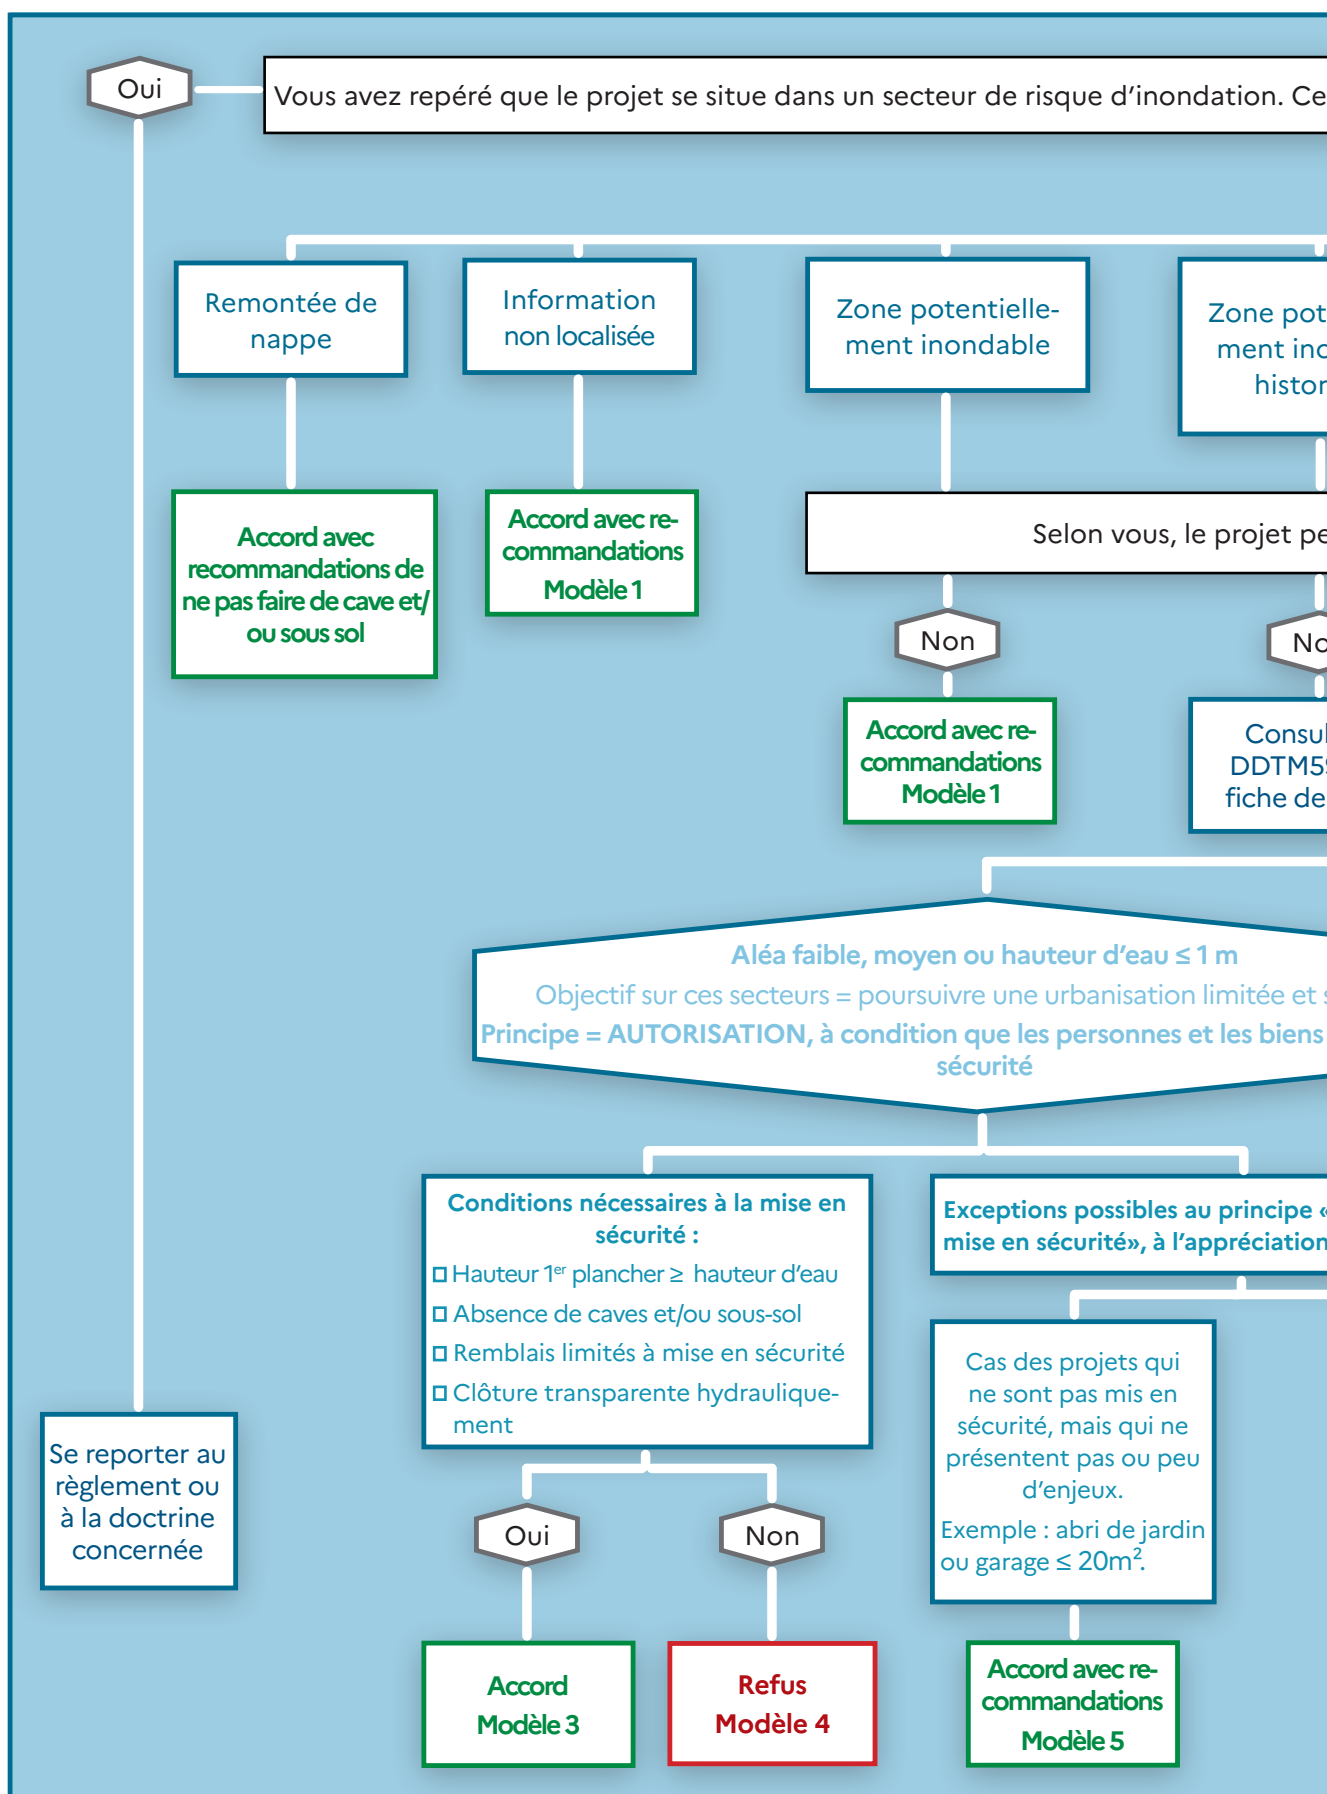 Oui
Vous avez repéré que le projet se situe dans un secteur de risque d'inondation. Ce
Remontée de
nappe
Information
non localisée
Zone potentielle-
ment inondable
Zone pot
ment ino
histor
Accord avec
recommandations de
ne pas faire de cave et/
ou sous sol
Accord avec re-
commandations
Modèle 1
Selon vous, le projet pe
Non
No
Accord avec re-
commandations
Modèle 1
Consul
DDTM59
fiche de
Aléa faible, moyen ou hauteur d'eau ≤ 1 m
Objectif sur ces secteurs = poursuivre une urbanisation limitée et s
Principe = AUTORISATION, à condition que les personnes et les biens
sécurité
Conditions nécessaires à la mise en
sécurité :
□ Hauteur 1er plancher ≥ hauteur d'eau
□ Absence de caves et/ou sous-sol
□ Remblais limités à mise en sécurité
□ Clôture transparente hydraulique-
ment
Exceptions possibles au principe «
mise en sécurité», à l'appréciation
Cas des projets qui
ne sont pas mis en
sécurité, mais qui ne
présentent pas ou peu
d'enjeux.
Exemple : abri de jardin
ou garage ≤ 20m².
Se reporter au
règlement ou
à la doctrine
concernée
Oui
Non
Accord
Modèle 3
Refus
Modèle 4
Accord avec re-
commandations
Modèle 5